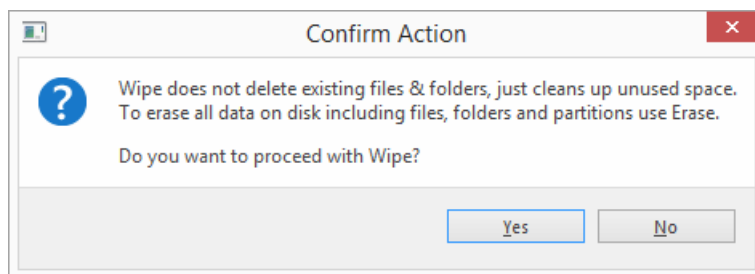 Confirm Action
Wipe does not delete existing files & folders, just cleans up unused space.
To erase all data on disk including files, folders and partitions use Erase.
Do you want to proceed with Wipe?
Yes
No